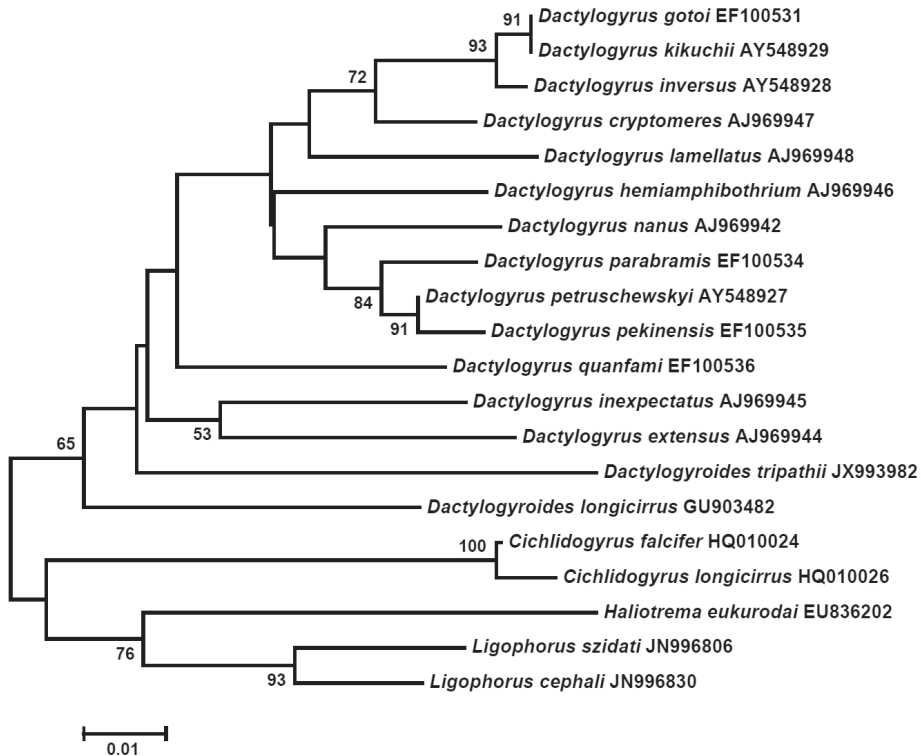 91 Dactylogyrus gotoi EF100531
93 Dactylogyrus kikuchii AY548929
72 Dactylogyrus inversus AY548928
Dactylogyrus cryptomeres AJ969947
Dactylogyrus lamellatus AJ969948
Dactylogyrus hemiamphibothrium AJ969946
Dactylogyrus nanus AJ969942
Dactylogyrus parabramis EF100534
84 Dactylogyrus petruschewskyi AY548927
91 Dactylogyrus pekinensis EF100535
Dactylogyrus quanfami EF100536
Dactylogyrus inexpectatus AJ969945
53 Dactylogyrus extensus AJ969944
65
Dactylogyroides tripathii JX993982
Dactylogyroides longicirrus GU903482
100 Cichlidogyrus falcifer HQ010024
Cichlidogyrus longicirrus HQ010026
Haliotrema eukurodai EU836202
76 Ligophorus szidati JN996806
93 Ligophorus cephali JN996830
0.01